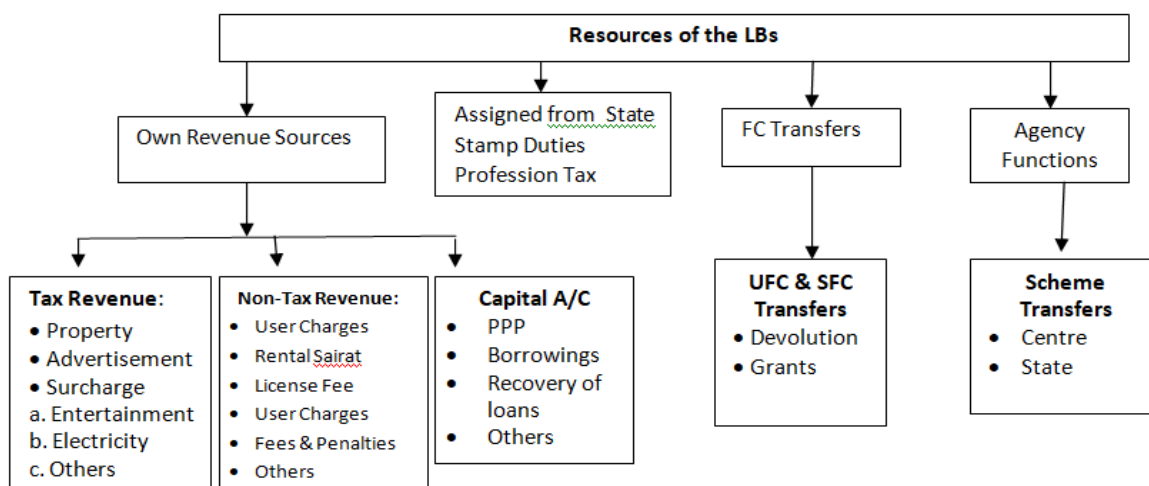 Resources of the LBs
Own Revenue Sources
Assigned from State
Stamp Duties
Profession Tax
FC Transfers
Agency
Functions
Tax Revenue:
• Property
• Advertisement
• Surcharge
a. Entertainment
b. Electricity
c. Others
Non-Tax Revenue:
• User Charges
• Rental Sairat
• License Fee
• User Charges
• Fees & Penalties
• Others
Capital A/C
• PPP
• Borrowings
• Recovery of
loans
• Others
UFC & SFC
Transfers
• Devolution
• Grants
Scheme
Transfers
• Centre
• State